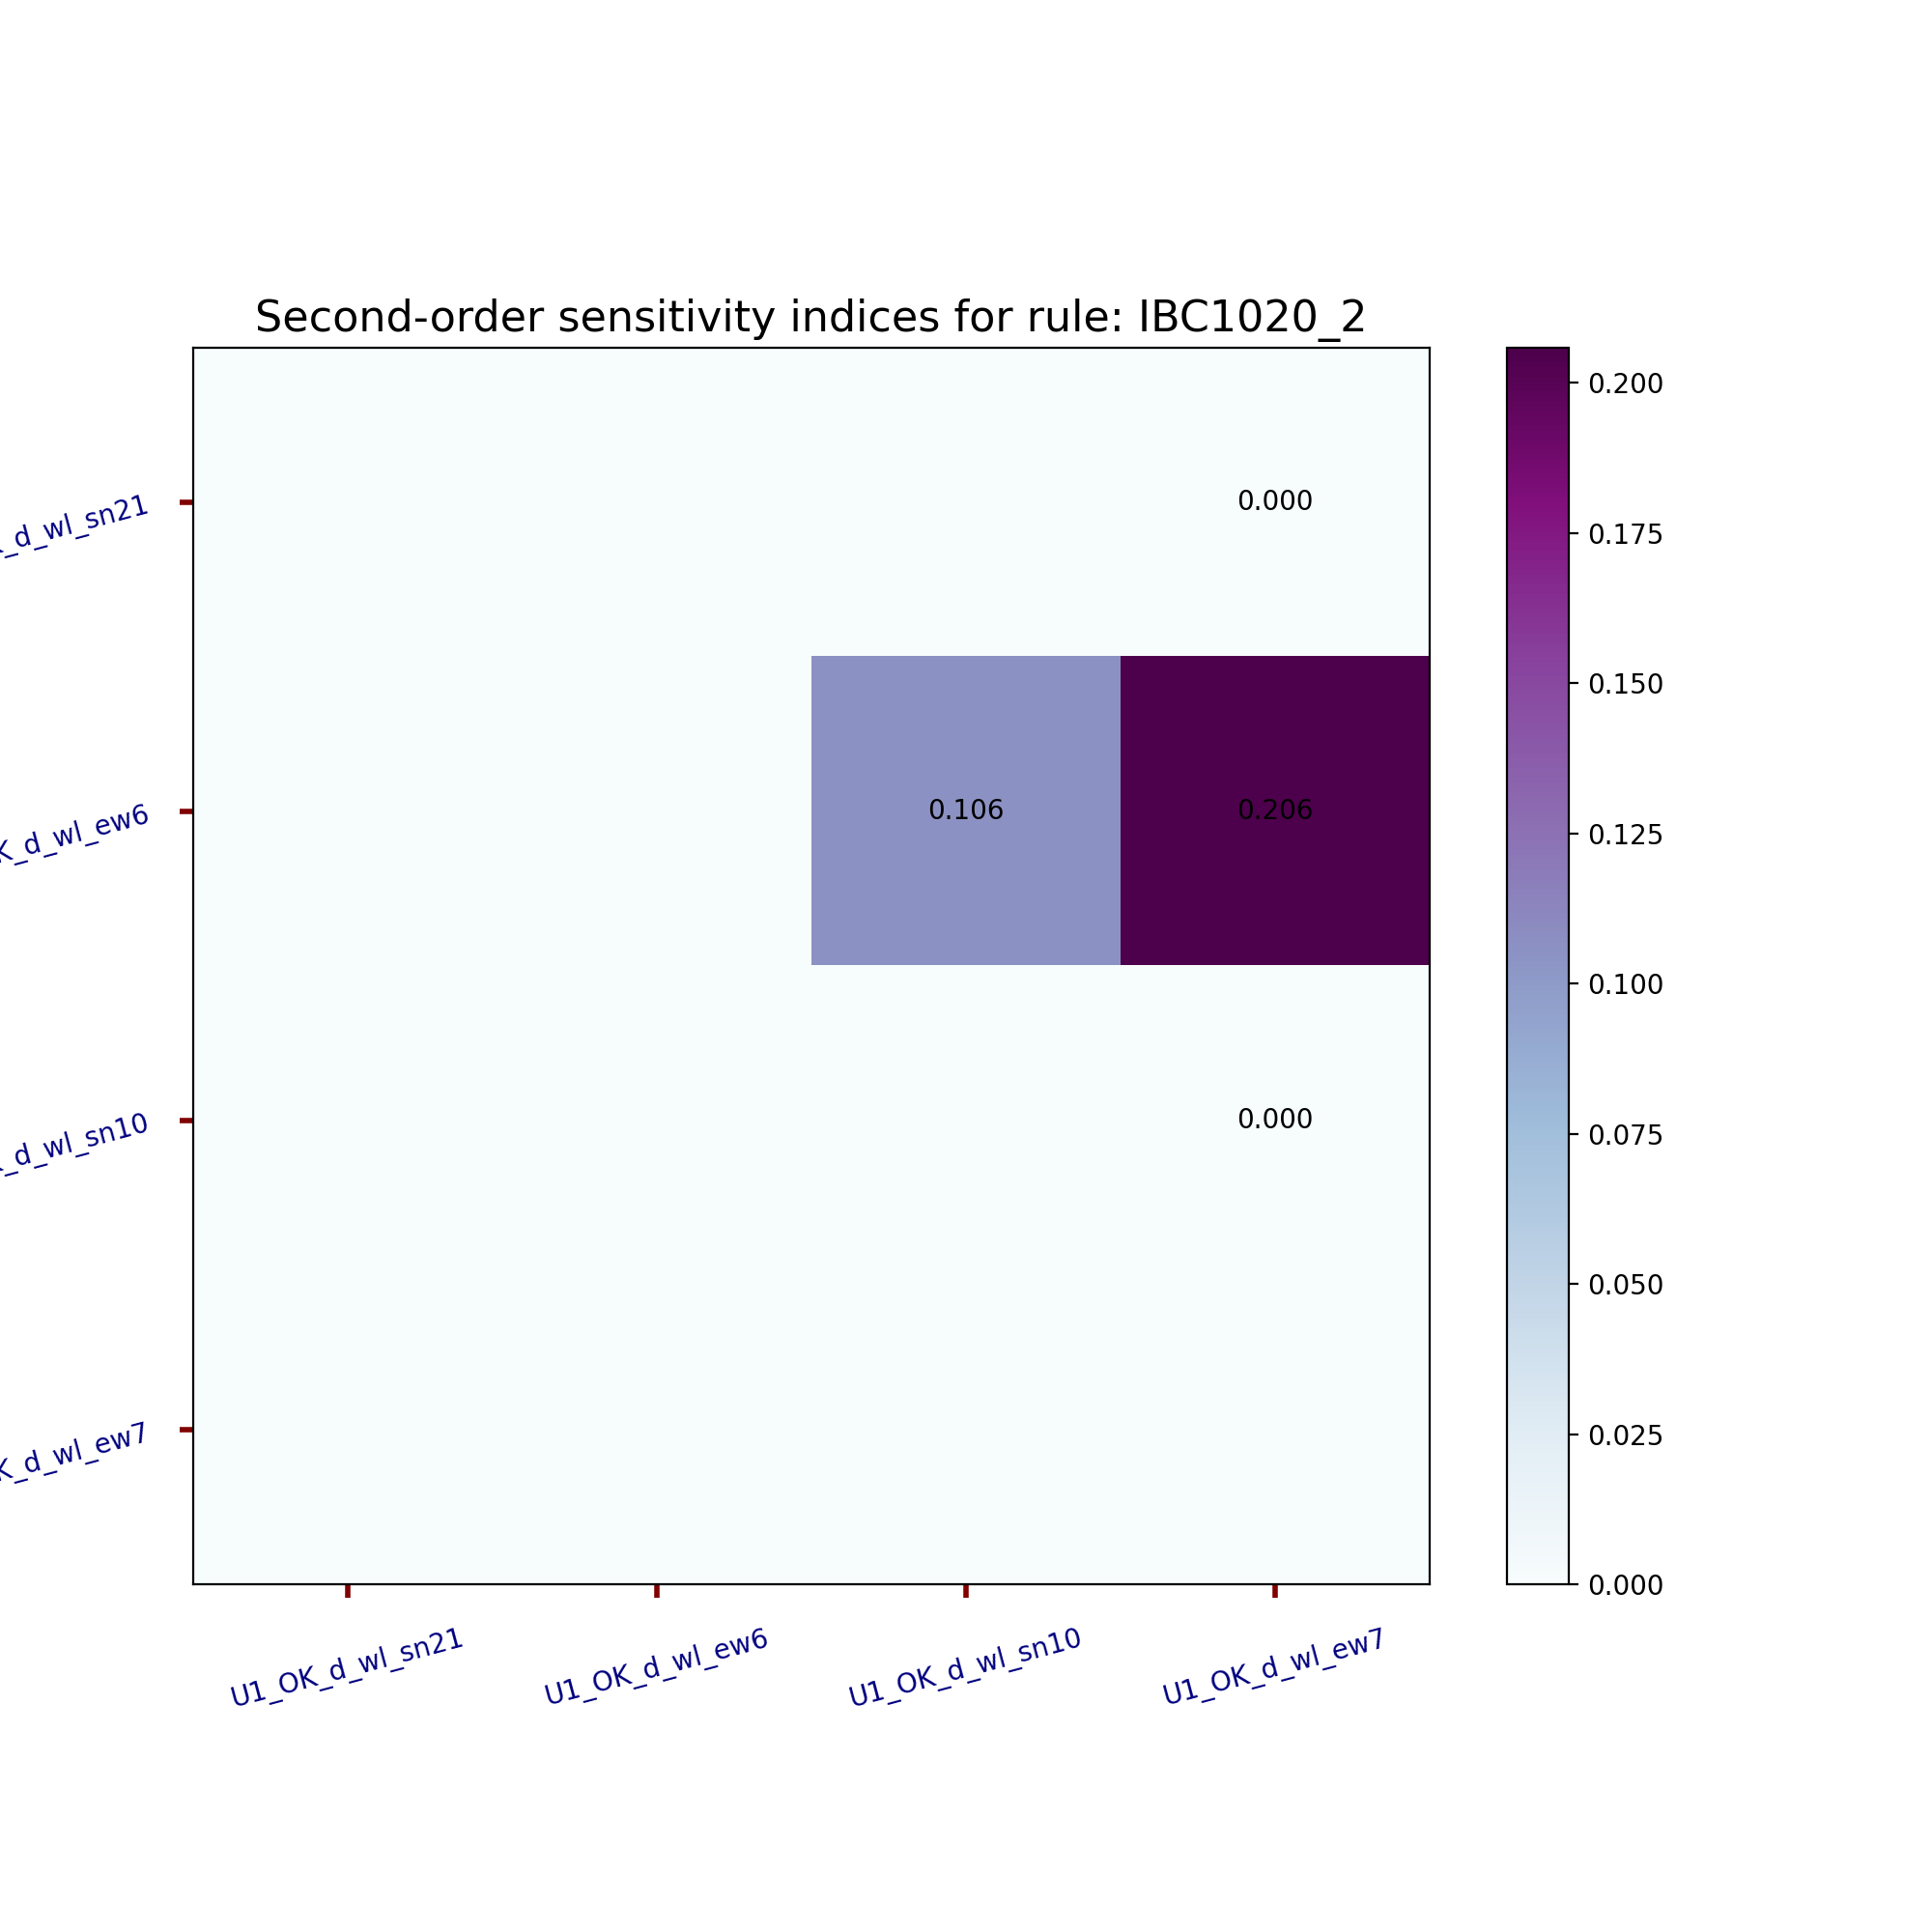 Second-order sensitivity indices for rule: IBC1020_2
0.200
0.000
_d_wl_sn21
0.175
0.150
0.106 0.206
K_d_wl_ew6
0.125
0.100
0.000
_d_wl_sn10
0.075
0.050
K_d_wl_ew7
0.025
0.000
U1_OK_d_wl_sn21 U1_OK_d_wl_ew6 U1_OK_d_wl_sn10 U1_OK_d_wl_ew7